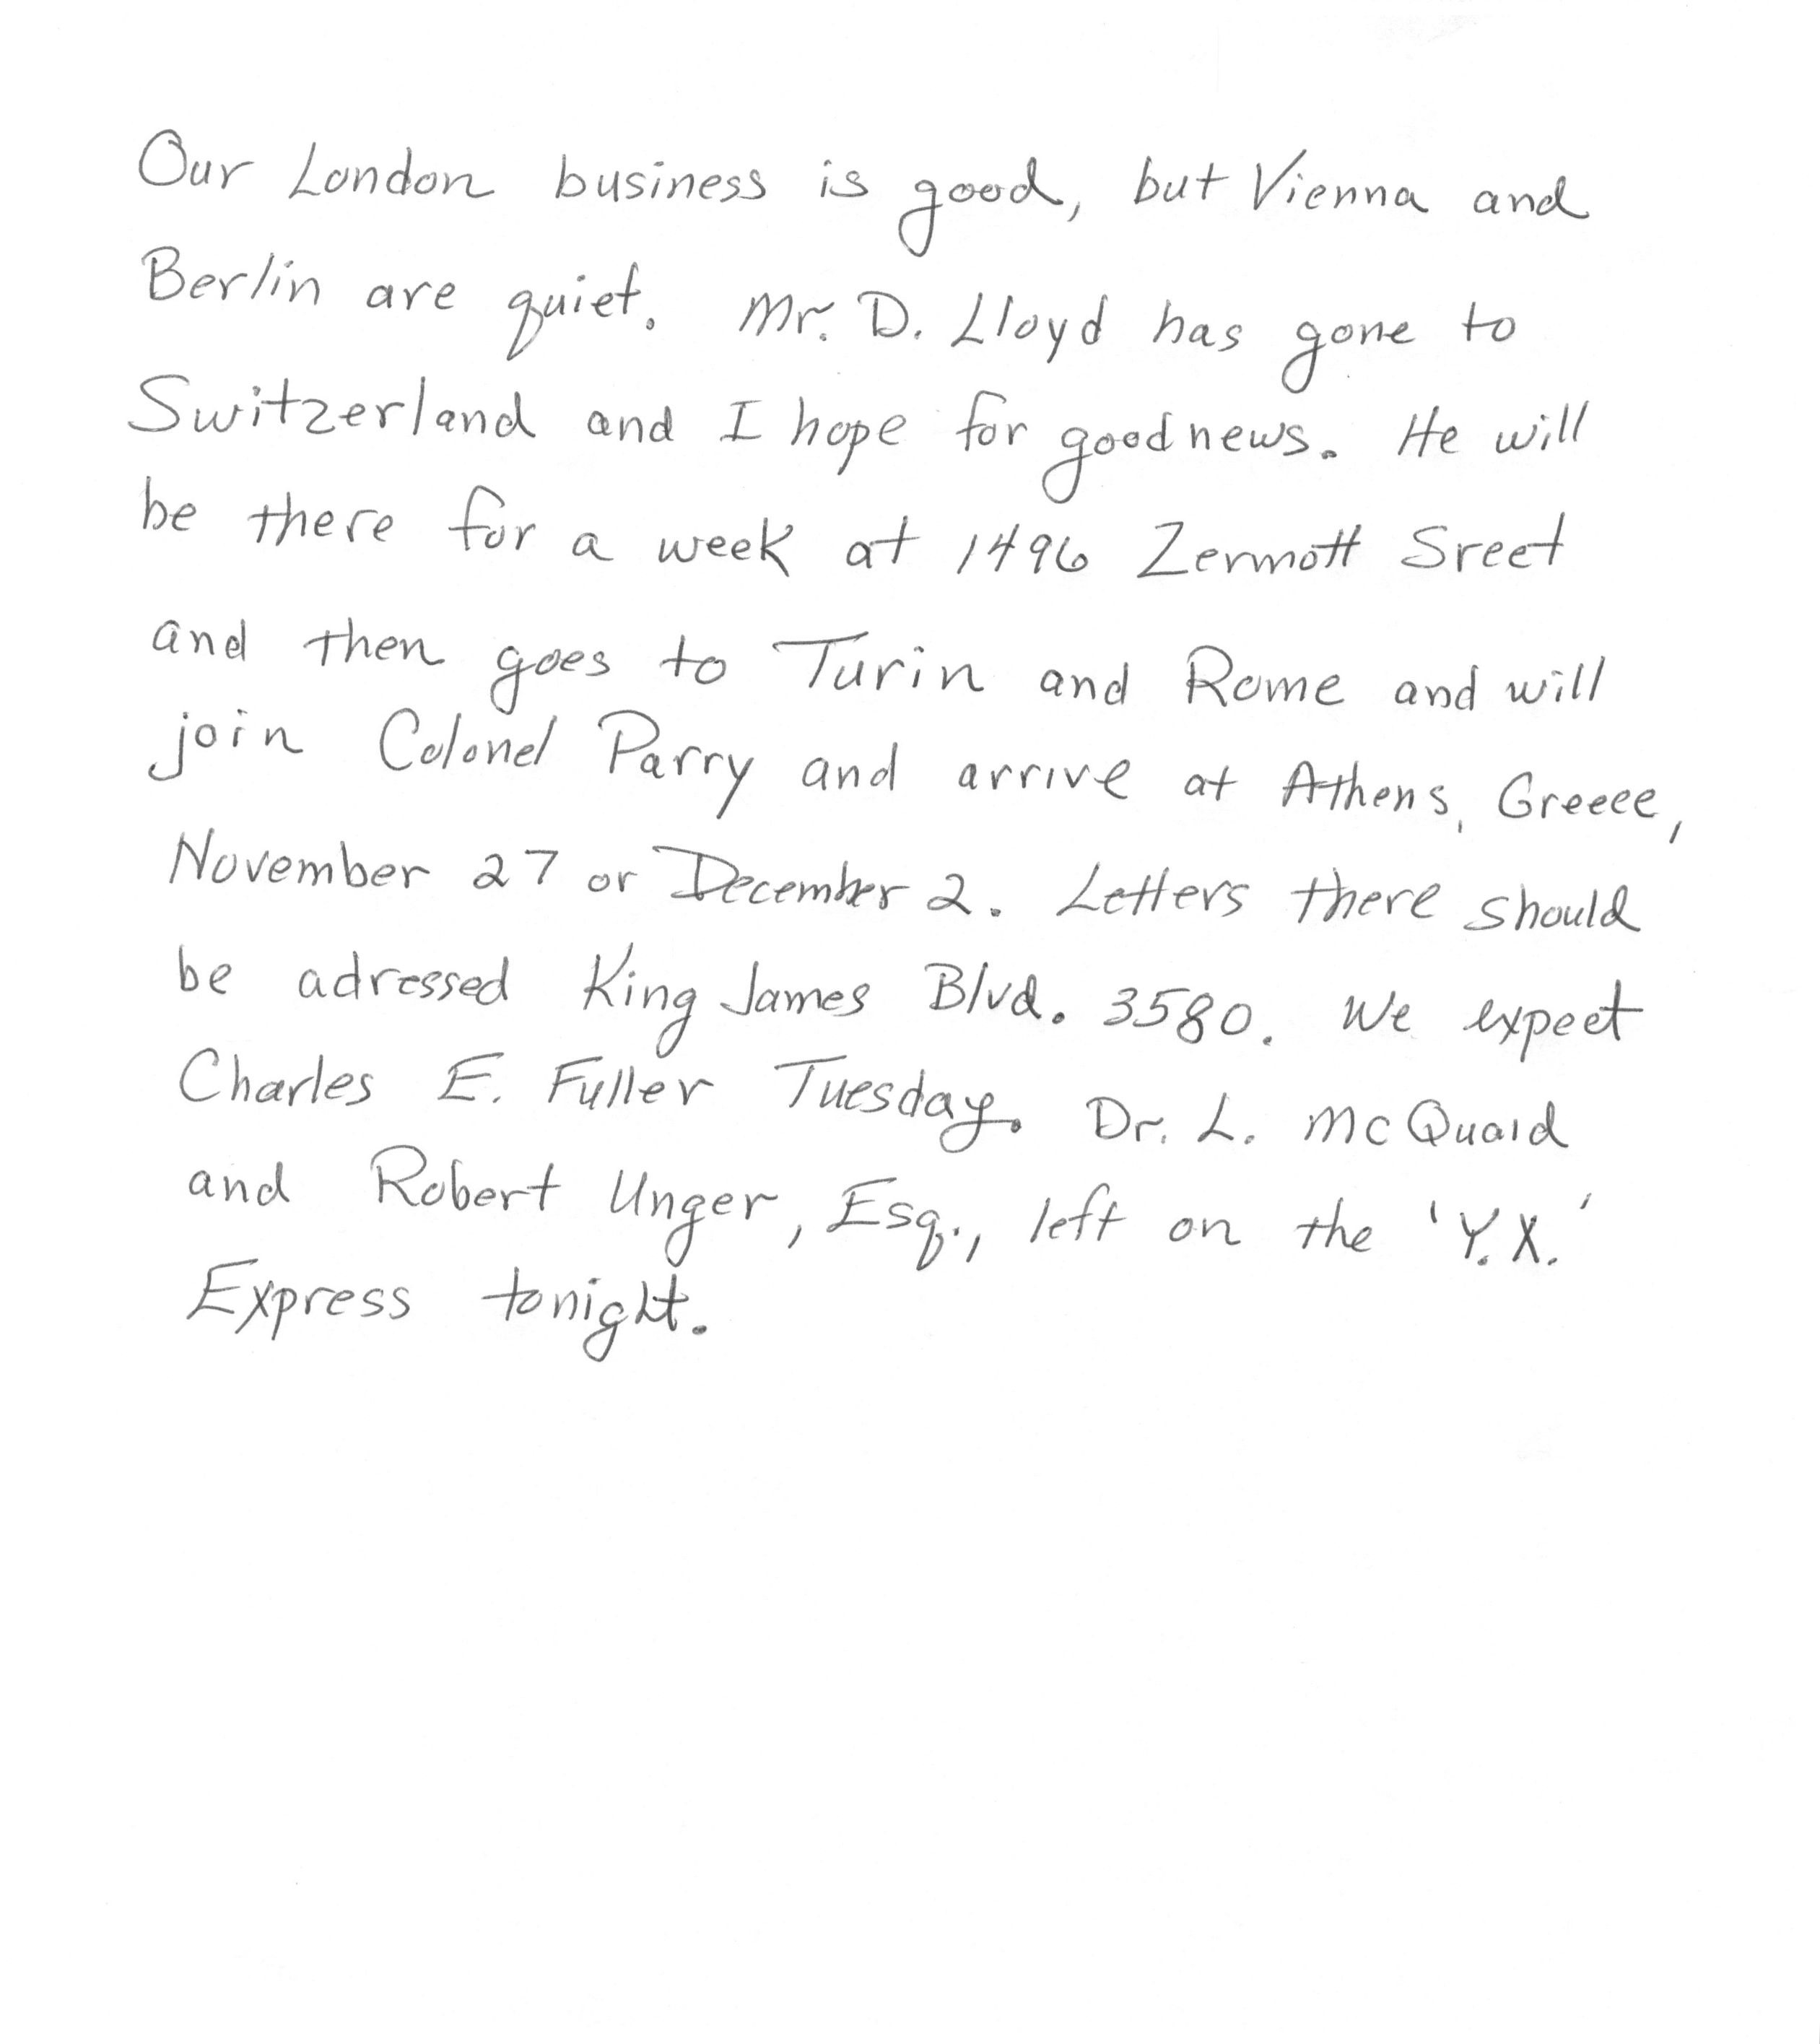 Our London business is good, but Vienna and
Berlin are quiet. Mr. D. Lloyd has gone to
Switzerland and I hope for good news. He will
be there for a week at 1496 Zermott Sreet
and then goes to Turin and Rome and will
join Colonel Parry and arrive at Athens, Greece,
November 27 or December 2. Letters there should
be adressed King James Blvd. 3580. We expect
Charles E. Fuller Tuesday. Dr. L. McQuaid
and Robert Unger, Esq., left on the 'Y.X.'
Express tonight.